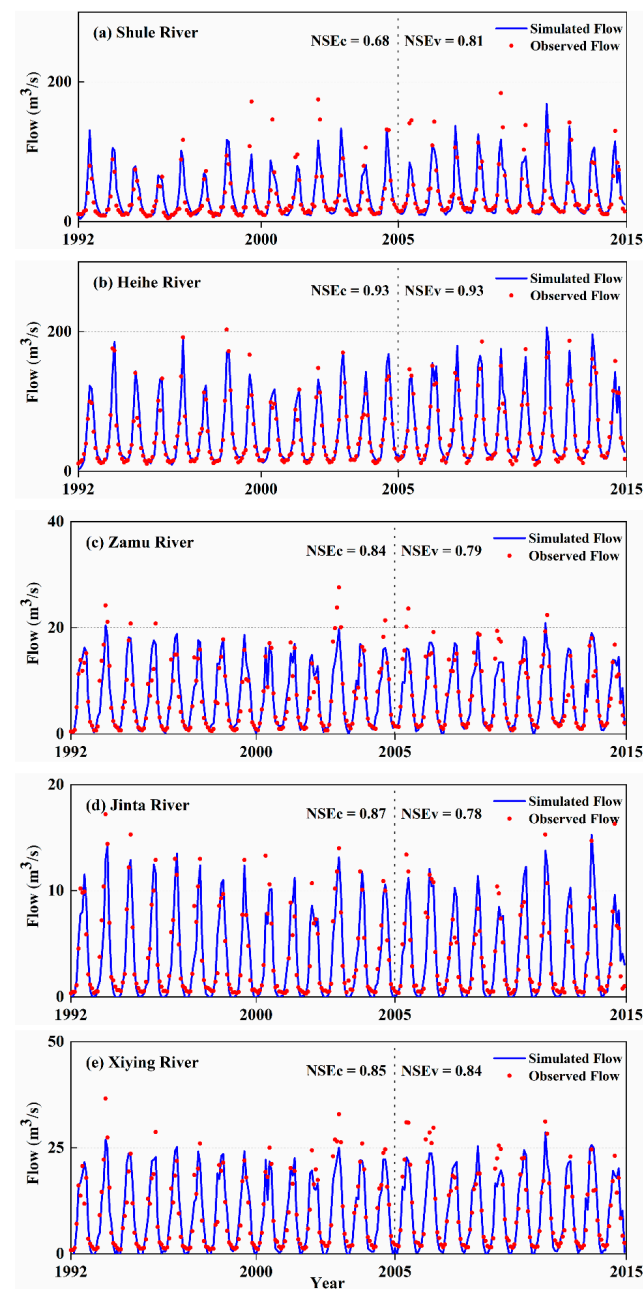 (a) Shule River
NSEc = 0.68
NSEv = 0.81
Simulated Flow
Observed Flow
Flow (m³/s)
200
0
1992
2000
2005
2015
(b) Heihe River
NSEc = 0.93
NSEv = 0.93
Simulated Flow
Observed Flow
Flow (m³/s)
200
0
1992
2000
2005
2015
(c) Zamu River
NSEc = 0.84
NSEv = 0.79
Simulated Flow
Observed Flow
Flow (m³/s)
40
20
0
1992
2000
2005
2015
(d) Jinta River
NSEc = 0.87
NSEv = 0.78
Simulated Flow
Observed Flow
Flow (m³/s)
20
10
0
1992
2000
2005
2015
(e) Xiying River
NSEc = 0.85
NSEv = 0.84
Simulated Flow
Observed Flow
Flow (m³/s)
50
25
0
1992
2000
2005
2015
Year